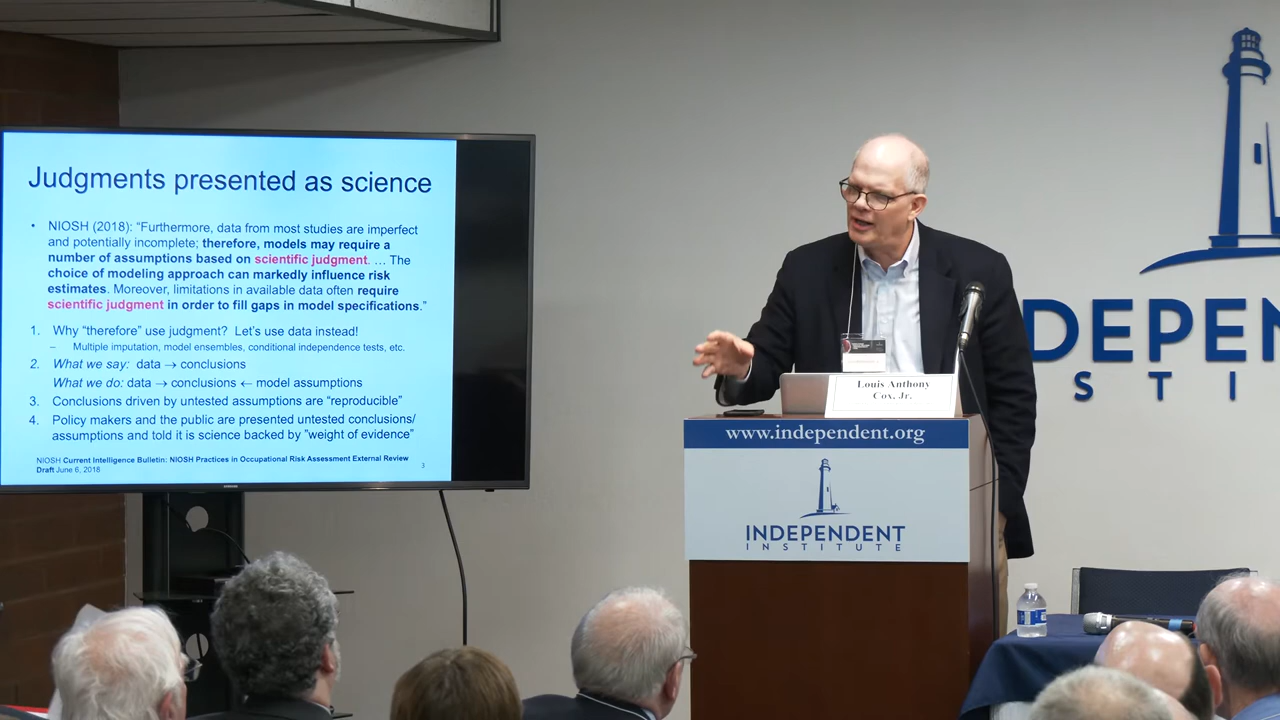 Judgments presented as science
• NIOSH (2018): “Furthermore, data from most studies are imperfect
and potentially incomplete; therefore, models may require a
number of assumptions based on scientific judgment. … The
choice of modeling approach can markedly influence risk
estimates. Moreover, limitations in available data often require
scientific judgment in order to fill gaps in model specifications.”
1. Why “therefore” use judgment? Let’s use data instead!
– Multiple imputation, model ensembles, conditional independence tests, etc.
2. What we say: data → conclusions
What we do: data → conclusions ← model assumptions
3. Conclusions driven by untested assumptions are “reproducible”
4. Policy makers and the public are presented untested conclusions/
assumptions and told it is science backed by ”weight of evidence”
NIOSH Current Intelligence Bulletin: NIOSH Practices in Occupational Risk Assessment External Review
Draft June 6, 2018
3
Louis Anthony
Cox, Jr.
www.independent.org
INDEPENDENT
INSTITUTE
DEPEN
STI